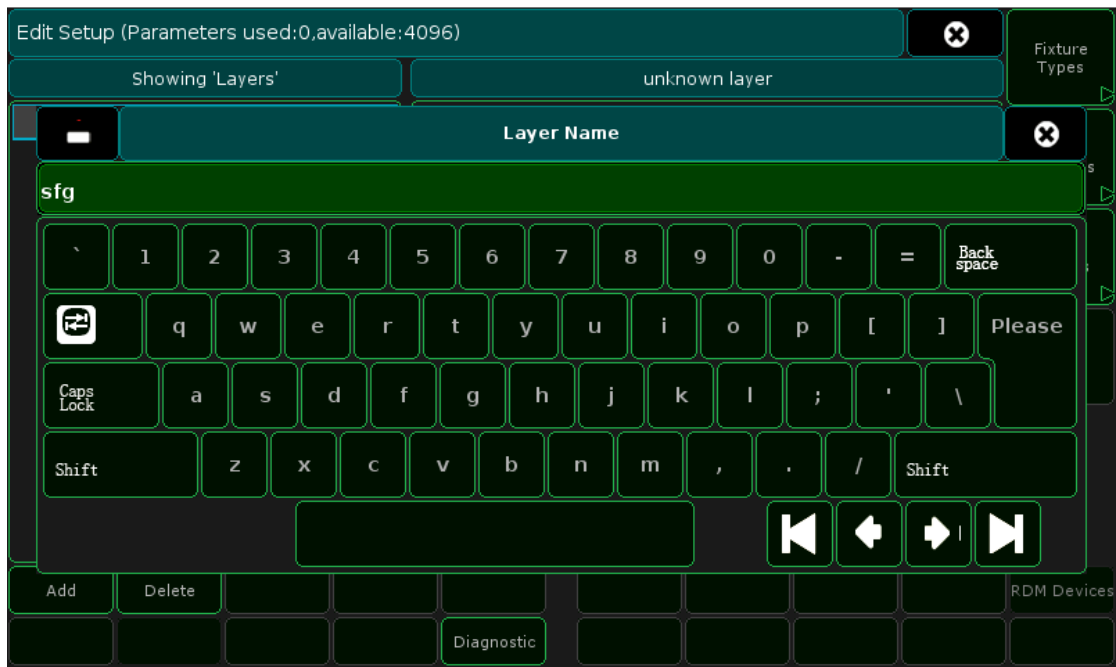 Edit Setup (Parameters used:0,available:4096)
Fixture
Types
Showing 'Layers'
unknown layer
Layer Name
s
sfg
` 1 2 3 4 5 6 7 8 9 0 - = Back
space
q w e r t y u i o p [ ] Please
Caps
Lock
a s d f g h j k l ; ' \
Shift z x c v b n m , . / Shift
Add Delete RDM Devices
Diagnostic